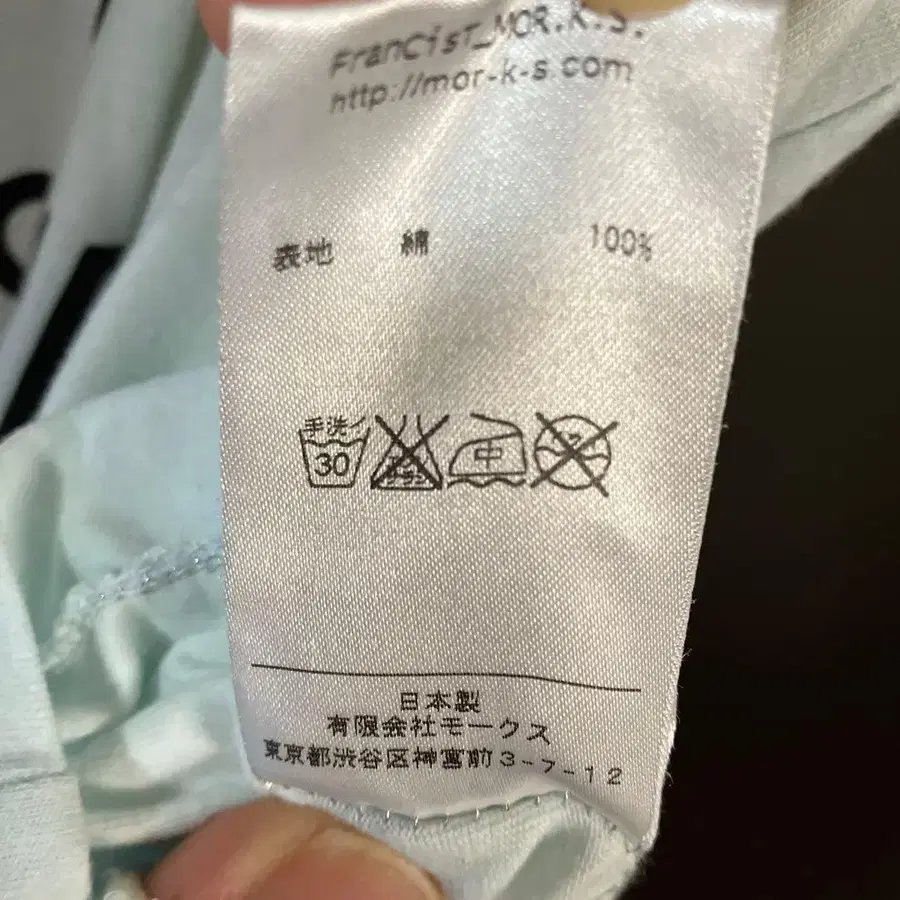 FranCisT_MOR.K.S.
http://mor-k-s.com
表地 綿 100%
手洗イ
30
中
日本製
有限会社モークス
東京都渋谷区神宮前3-7-12